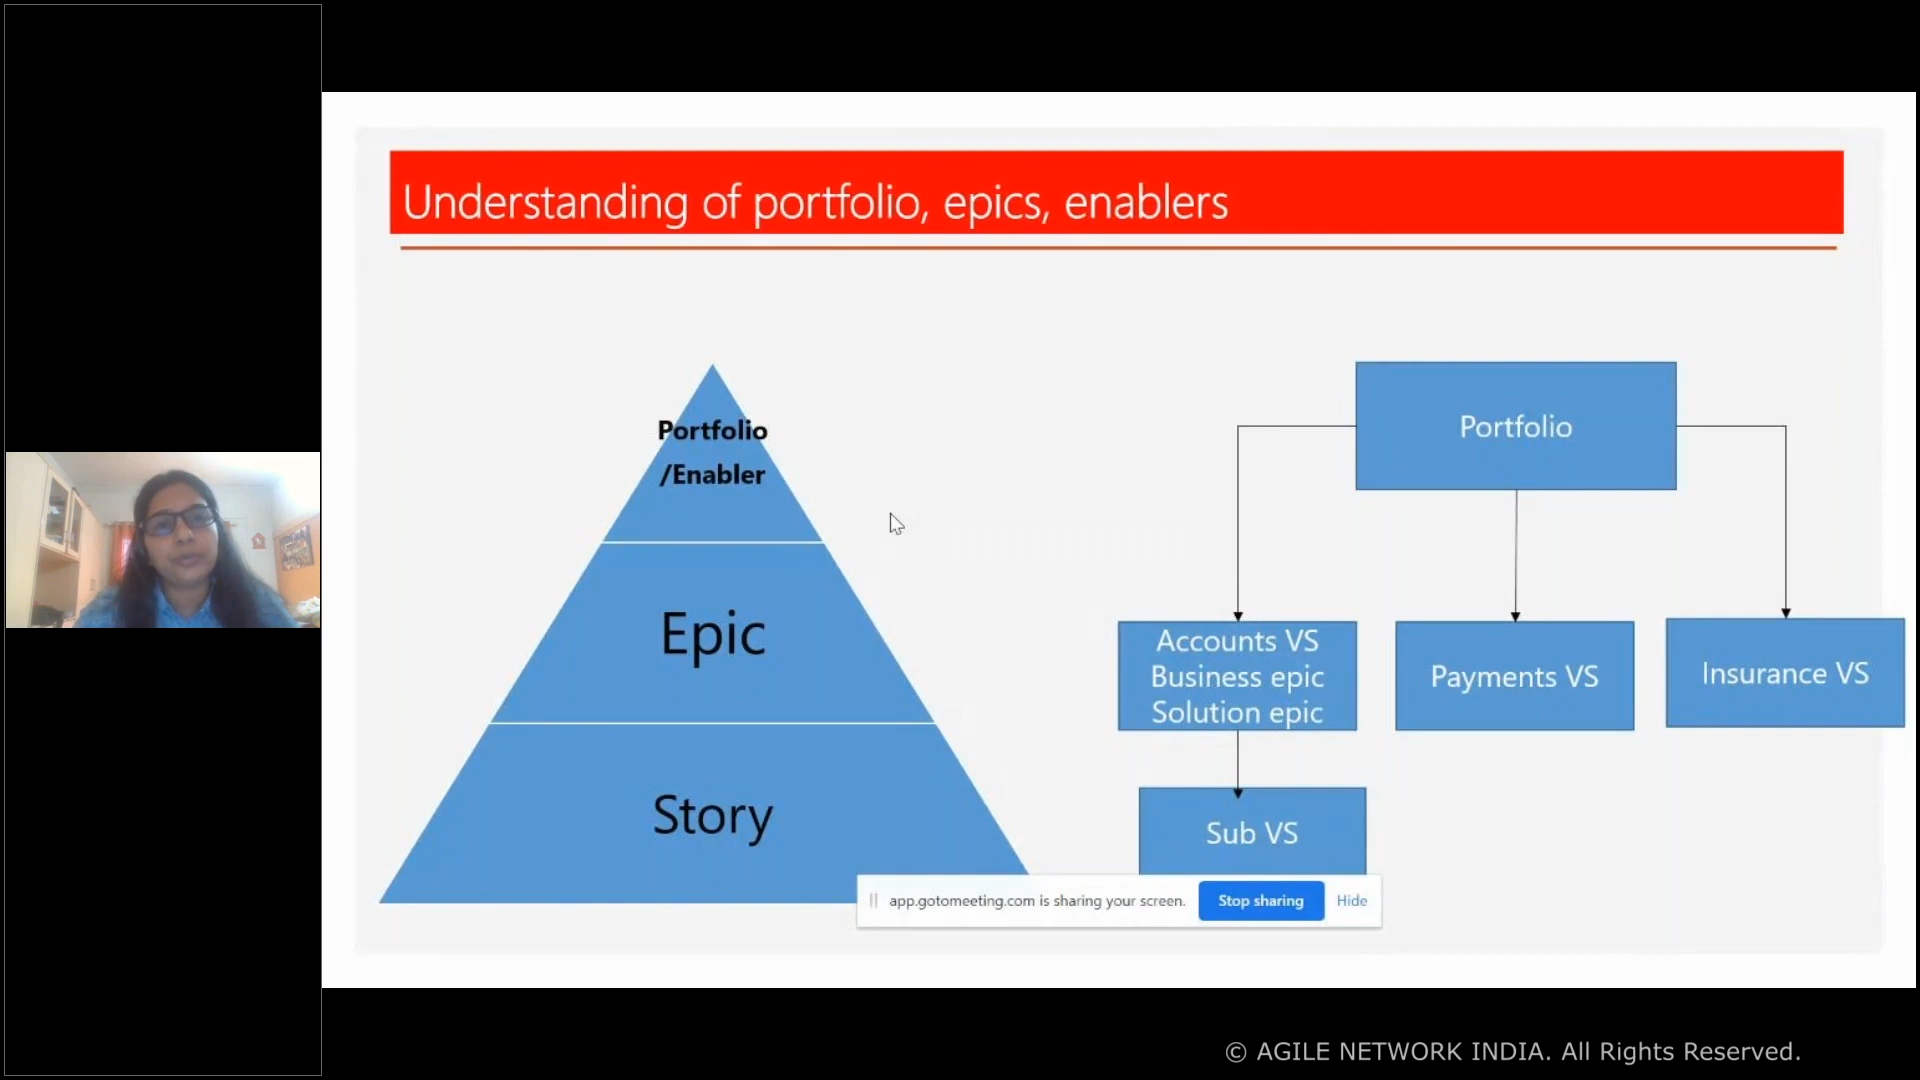 Understanding of portfolio, epics, enablers
Portfolio
/Enabler
Epic
Story
Portfolio
Accounts VS
Business epic
Solution epic
Payments VS
Insurance VS
Sub VS
app.gotomeeting.com is sharing your screen.
Stop sharing
Hide
© AGILE NETWORK INDIA. All Rights Reserved.